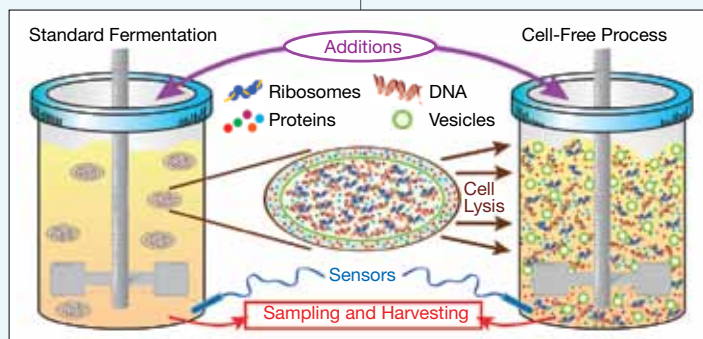 Standard Fermentation
Additions
Cell-Free Process
Ribosomes
DNA
Proteins
Vesicles
Cell
Lysis
Sensors
Sampling and Harvesting